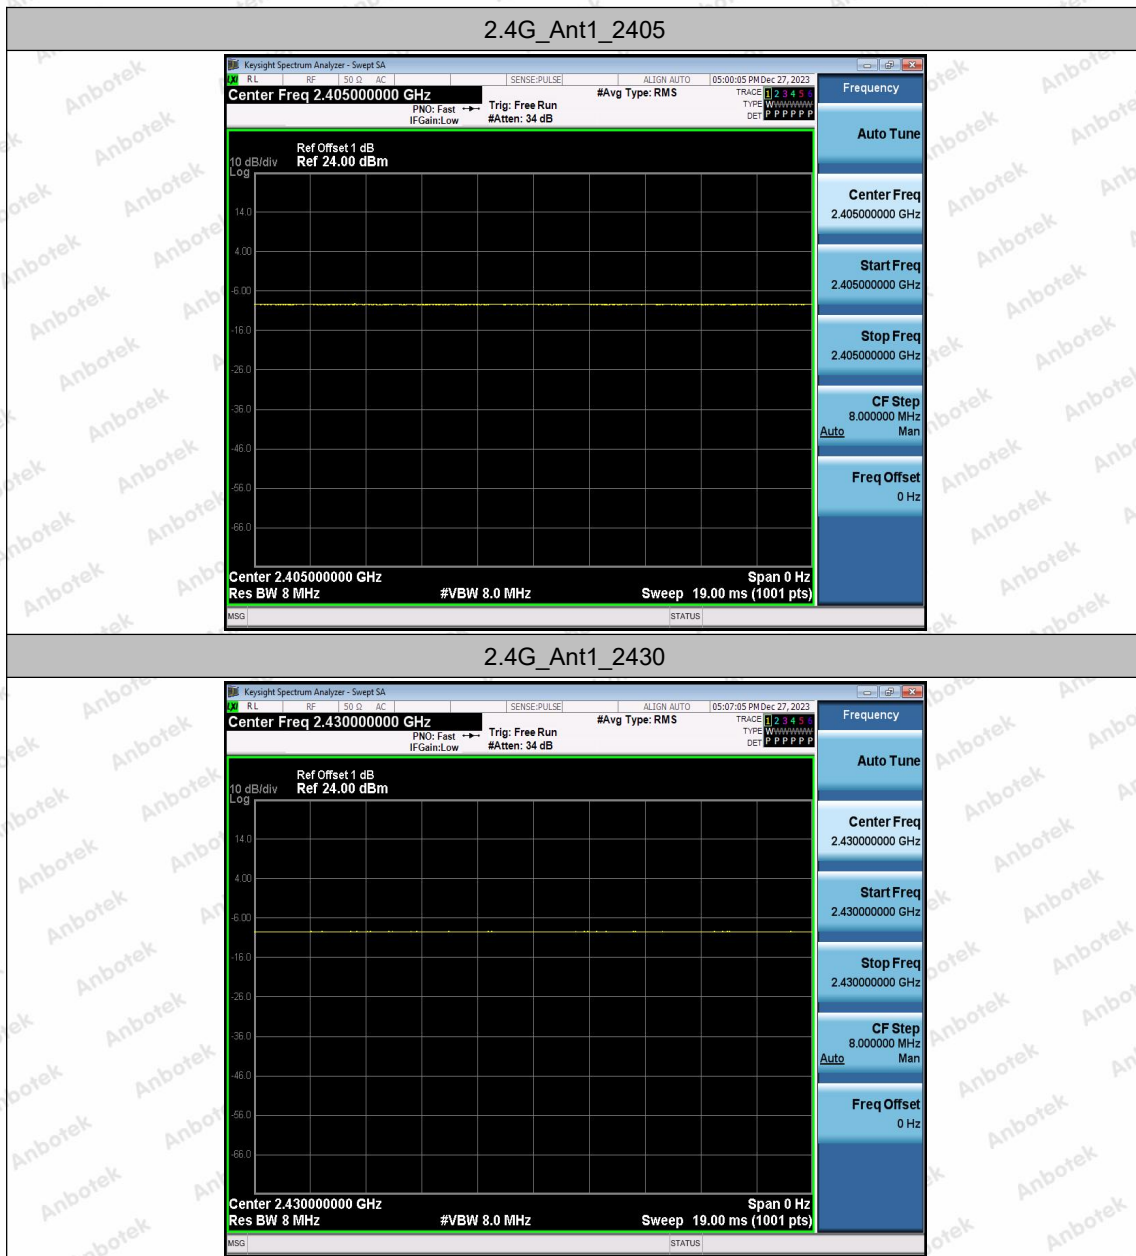 2.4G_Ant1_2405
Keysight Spectrum Analyzer - Swept SA
LXI RL RF 50 Ω AC SENSE:PULSE ALIGN AUTO 05:00:05 PM Dec 27, 2023
Center Freq 2.405000000 GHz
PNO: Fast
IFGain:Low
Trig: Free Run
#Atten: 34 dB
#Avg Type: RMS
TRACE 1 2 3 4 5 6
TYPE WWWWWW
DET P P P P P P
Ref Offset 1 dB
10 dB/div Ref 24.00 dBm
Log
14.0
4.00
-6.00
-16.0
-26.0
-36.0
-46.0
-56.0
-66.0
Center 2.405000000 GHz Span 0 Hz
Res BW 8 MHz #VBW 8.0 MHz Sweep 19.00 ms (1001 pts)
MSG STATUS
Frequency
Auto Tune
Center Freq
2.405000000 GHz
Start Freq
2.405000000 GHz
Stop Freq
2.405000000 GHz
CF Step
8.000000 MHz
Auto Man
Freq Offset
0 Hz
2.4G_Ant1_2430
Keysight Spectrum Analyzer - Swept SA
LXI RL RF 50 Ω AC SENSE:PULSE ALIGN AUTO 05:07:05 PM Dec 27, 2023
Center Freq 2.430000000 GHz
PNO: Fast
IFGain:Low
Trig: Free Run
#Atten: 34 dB
#Avg Type: RMS
TRACE 1 2 3 4 5 6
TYPE WWWWWW
DET P P P P P P
Ref Offset 1 dB
10 dB/div Ref 24.00 dBm
Log
14.0
4.00
-6.00
-16.0
-26.0
-36.0
-46.0
-56.0
-66.0
Center 2.430000000 GHz Span 0 Hz
Res BW 8 MHz #VBW 8.0 MHz Sweep 19.00 ms (1001 pts)
MSG STATUS
Frequency
Auto Tune
Center Freq
2.430000000 GHz
Start Freq
2.430000000 GHz
Stop Freq
2.430000000 GHz
CF Step
8.000000 MHz
Auto Man
Freq Offset
0 Hz
Anbotek